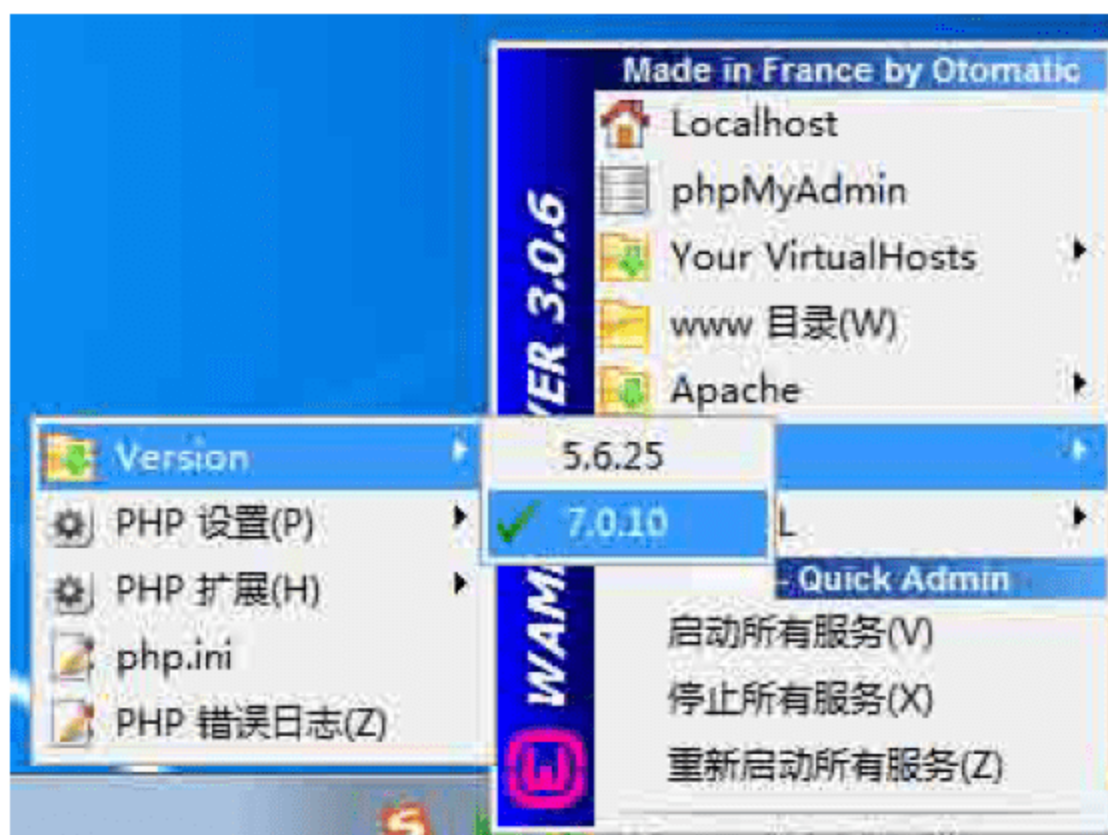 Made in France by Otomatic
Localhost
phpMyAdmin
Your VirtualHosts
www 目录(W)
Apache
L
- Quick Admin
启动所有服务(V)
停止所有服务(X)
重新启动所有服务(Z)
VER 3.0.6
WAM
Version
PHP 设置(P)
PHP 扩展(H)
php.ini
PHP 错误日志(Z)
5.6.25
7.0.10